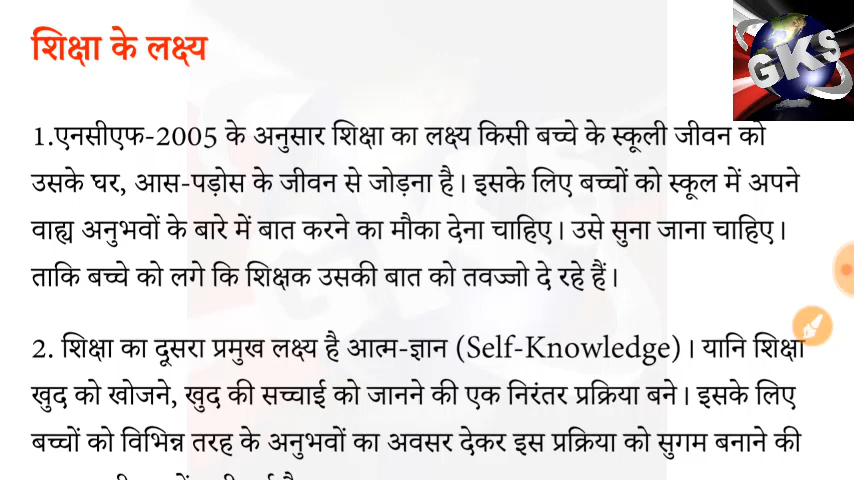 शिक्षा के लक्ष्य
GKS
1.एनसीएफ-2005 के अनुसार शिक्षा का लक्ष्य किसी बच्चे के स्कूली जीवन को
उसके घर, आस-पड़ोस के जीवन से जोड़ना है। इसके लिए बच्चों को स्कूल में अपने
वाह्य अनुभवों के बारे में बात करने का मौका देना चाहिए। उसे सुना जाना चाहिए।
ताकि बच्चे को लगे कि शिक्षक उसकी बात को तवज्जो दे रहे हैं।
2. शिक्षा का दूसरा प्रमुख लक्ष्य है आत्म-ज्ञान (Self-Knowledge)। यानि शिक्षा
खुद को खोजने, खुद की सच्चाई को जानने की एक निरंतर प्रक्रिया बने। इसके लिए
बच्चों को विभिन्न तरह के अनुभवों का अवसर देकर इस प्रक्रिया को सुगम बनाने की